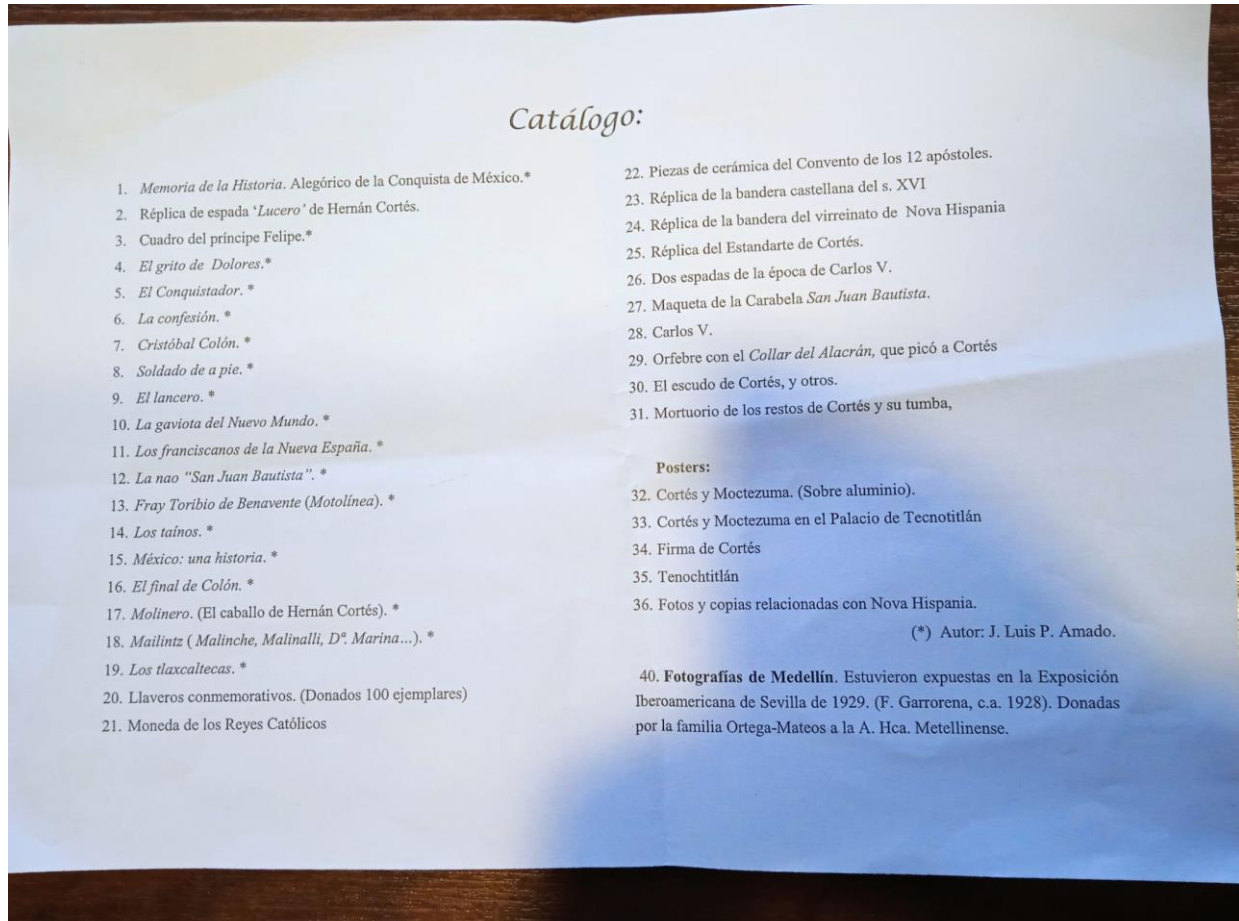 Catálogo:
1. Memoria de la Historia. Alegórico de la Conquista de México.*
2. Réplica de espada ‘Lucero’ de Hernán Cortés.
3. Cuadro del príncipe Felipe.*
4. El grito de Dolores.*
5. El Conquistador. *
6. La confesión. *
7. Cristóbal Colón. *
8. Soldado de a pie. *
9. El lancero. *
10. La gaviota del Nuevo Mundo. *
11. Los franciscanos de la Nueva España. *
12. La nao “San Juan Bautista”. *
13. Fray Toribio de Benavente (Motolínea). *
14. Los taínos. *
15. México: una historia. *
16. El final de Colón. *
17. Molinero. (El caballo de Hernán Cortés). *
18. Mailintz ( Malinche, Malinalli, Dª. Marina...). *
19. Los tlaxcaltecas. *
20. Llaveros conmemorativos. (Donados 100 ejemplares)
21. Moneda de los Reyes Católicos
22. Piezas de cerámica del Convento de los 12 apóstoles.
23. Réplica de la bandera castellana del s. XVI
24. Réplica de la bandera del virreinato de Nova Hispania
25. Réplica del Estandarte de Cortés.
26. Dos espadas de la época de Carlos V.
27. Maqueta de la Carabela San Juan Bautista.
28. Carlos V.
29. Orfebre con el Collar del Alacrán, que picó a Cortés
30. El escudo de Cortés, y otros.
31. Mortuorio de los restos de Cortés y su tumba,
Posters:
32. Cortés y Moctezuma. (Sobre aluminio).
33. Cortés y Moctezuma en el Palacio de Tecnotitlán
34. Firma de Cortés
35. Tenochtitlán
36. Fotos y copias relacionadas con Nova Hispania.
(*) Autor: J. Luis P. Amado.
40. Fotografías de Medellín. Estuvieron expuestas en la Exposición
Iberoamericana de Sevilla de 1929. (F. Garrorena, c.a. 1928). Donadas
por la familia Ortega-Mateos a la A. Hca. Metellinense.